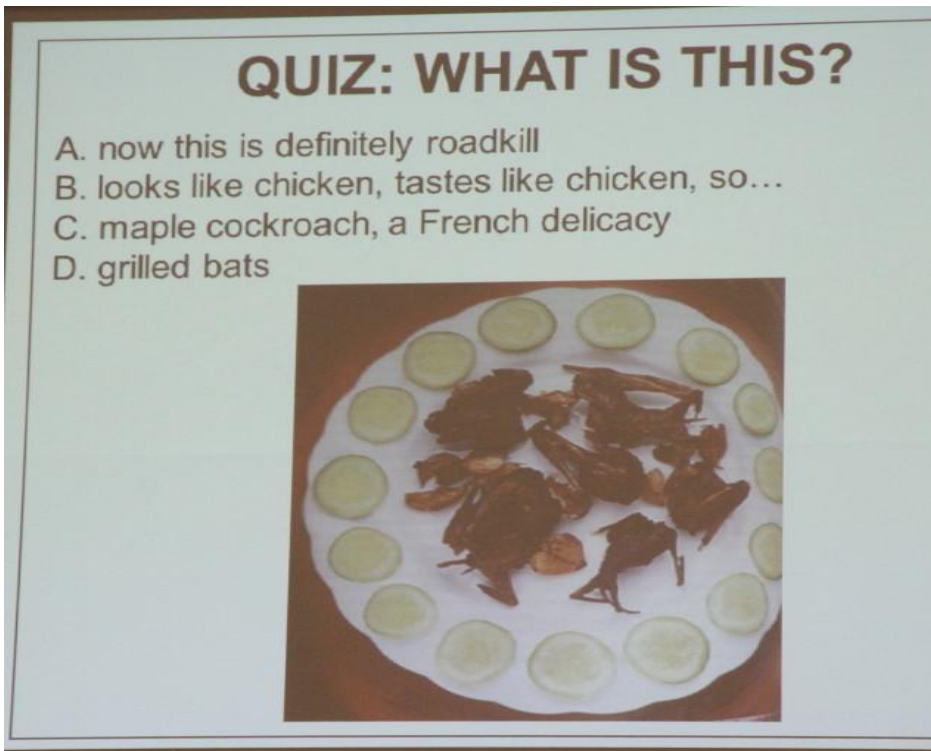 QUIZ: WHAT IS THIS?
A. now this is definitely roadkill
B. looks like chicken, tastes like chicken, so...
C. maple cockroach, a French delicacy
D. grilled bats